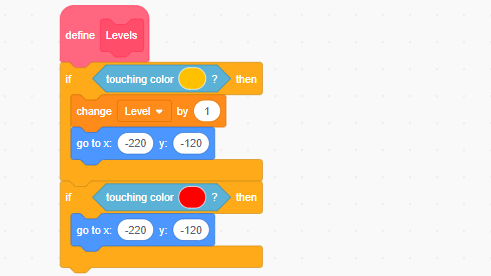 define Levels
if touching color ? then
change Level by 1
go to x: -220 y: -120
if touching color ? then
go to x: -220 y: -120